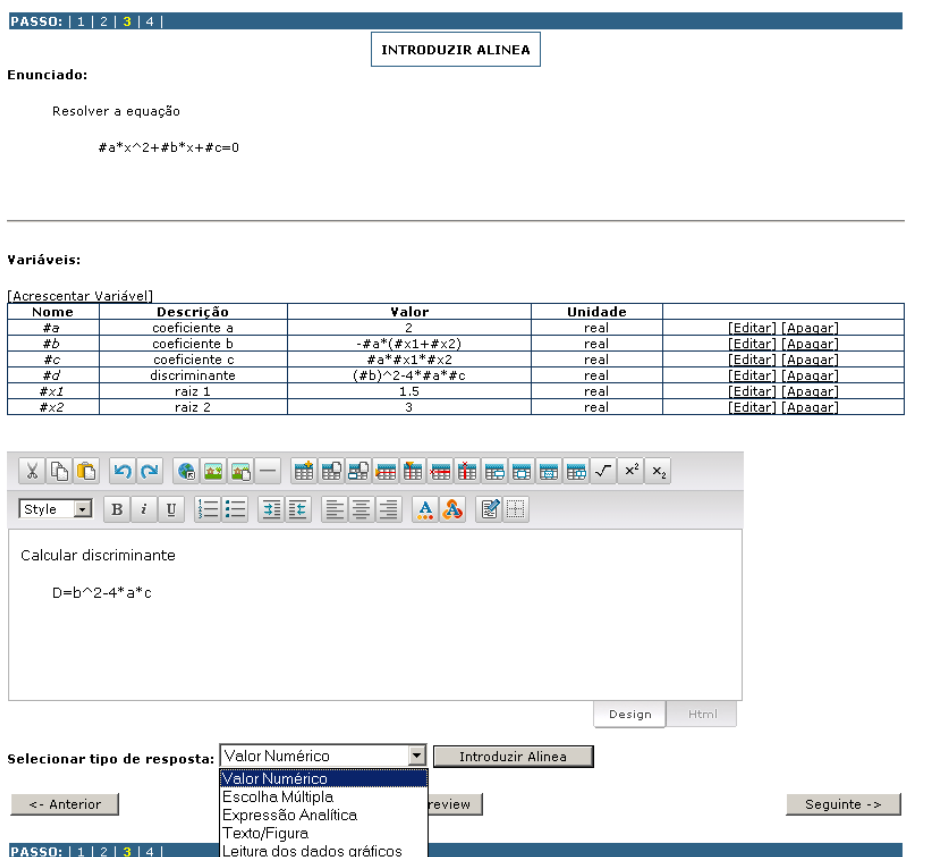 PASSO: | 1 | 2 | 3 | 4 |
INTRODUZIR ALINEA
Enunciado:
Resolver a equação
#a*x^2+#b*x+#c=0
Variáveis:
[Acrescentar Variável]
Nome Descrição Valor Unidade
#a coeficiente a 2 real [Editar] [Apagar]
#b coeficiente b -#a*(#x1+#x2) real [Editar] [Apagar]
#c coeficiente c #a*#x1*#x2 real [Editar] [Apagar]
#d discriminante (#b)^2-4*#a*#c real [Editar] [Apagar]
#x1 raiz 1 1.5 real [Editar] [Apagar]
#x2 raiz 2 3 real [Editar] [Apagar]
x² x₂
Style B i U
Calcular discriminante
D=b^2-4*a*c
Design Html
Selecionar tipo de resposta: Valor Numérico Introduzir Alinea
Valor Numérico
Escolha Múltipla
Expressão Analítica
Texto/Figura
Leitura dos dados gráficos
<- Anterior review Seguinte ->
PASSO: | 1 | 2 | 3 | 4 |